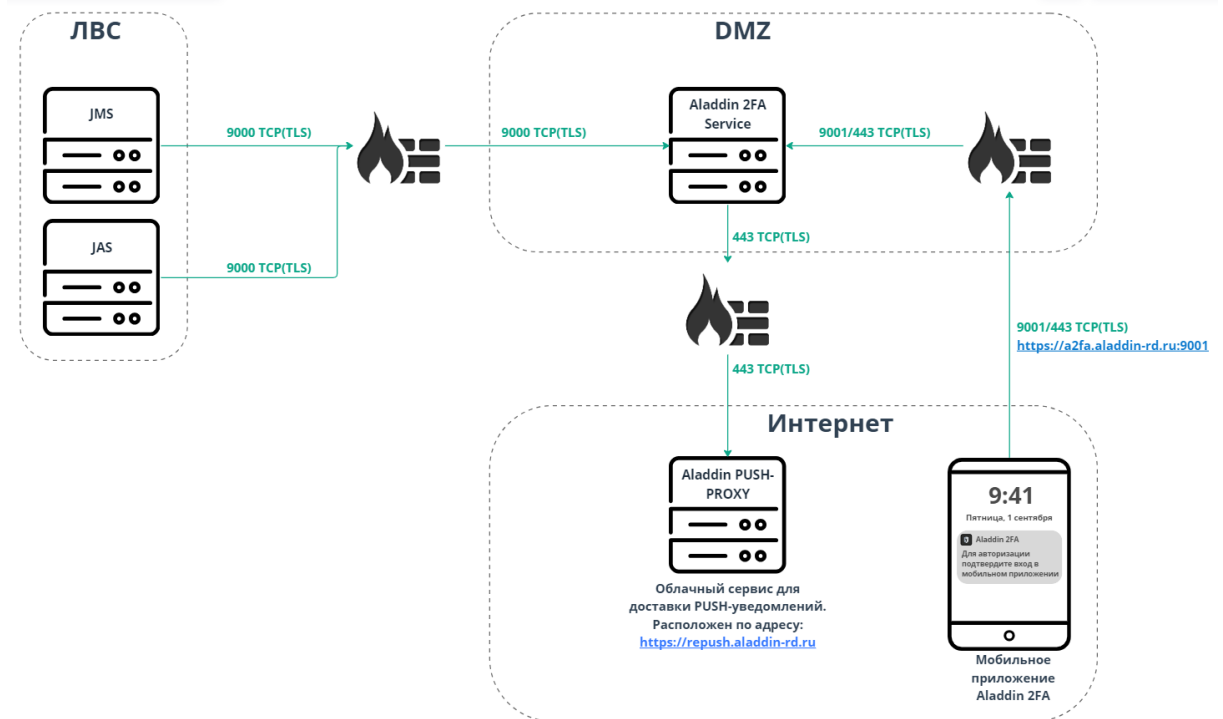 ЛВС
JMS
9000 TCP(TLS)
JAS
9000 TCP(TLS)
DMZ
9000 TCP(TLS)
Aladdin 2FA
Service
9001/443 TCP(TLS)
443 TCP(TLS)
443 TCP(TLS)
9001/443 TCP(TLS)
https://a2fa.aladdin-rd.ru:9001
Интернет
Aladdin PUSH-
PROXY
Облачный сервис для
доставки PUSH-уведомлений.
Расположен по адресу:
https://repush.aladdin-rd.ru
9:41
Пятница, 1 сентября
Aladdin 2FA
Для авторизации
подтвердите вход в
мобильном приложении
Мобильное
приложение
Aladdin 2FA